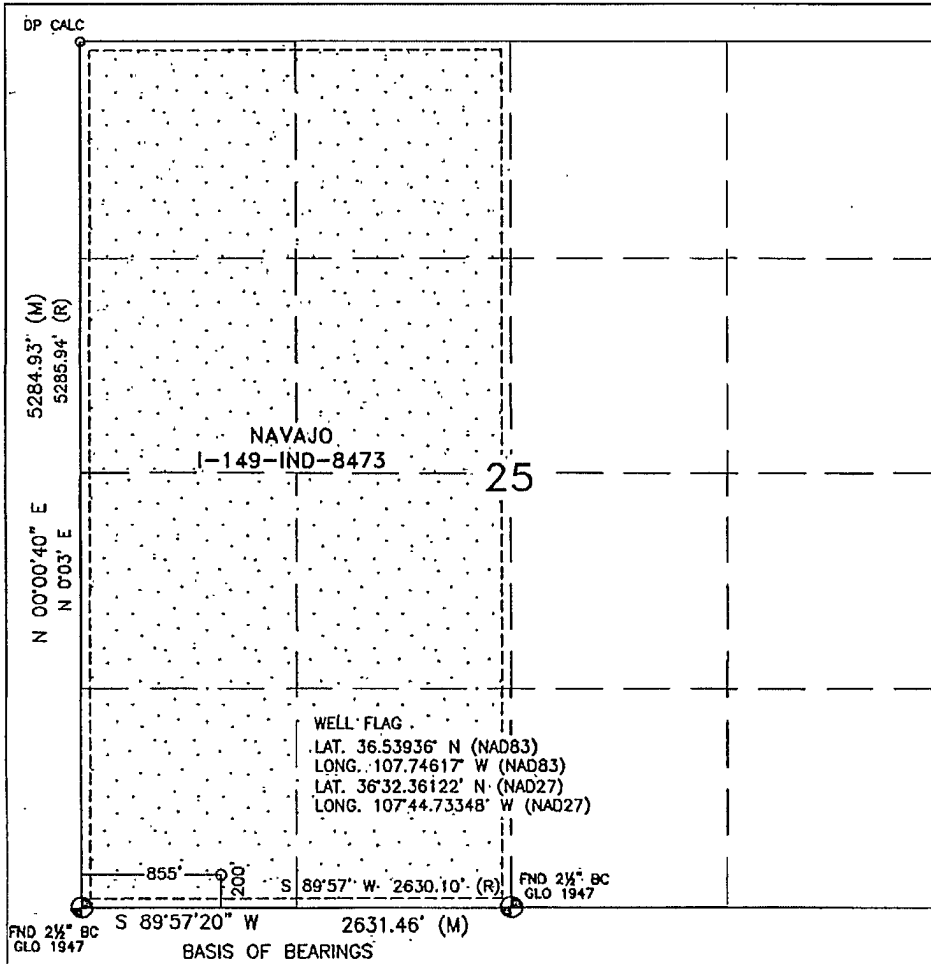 DP CALC
5284.93' (M)
5285.94' (R)
NAVAJO
I-149-IND-8473
25
N 00°00'40" E
N 0°03' E
WELL FLAG
LAT. 36.53936° N (NAD83)
LONG. 107.74617° W (NAD83)
LAT. 36°32.36122' N (NAD27)
LONG. 107°44.73348' W (NAD27)
855'
200'
S 89°57' W 2630.10' (R)
FND 2½" BC
GLO 1947
FND 2½" BC
GLO 1947
S 89°57'20" W 2631.46' (M)
BASIS OF BEARINGS